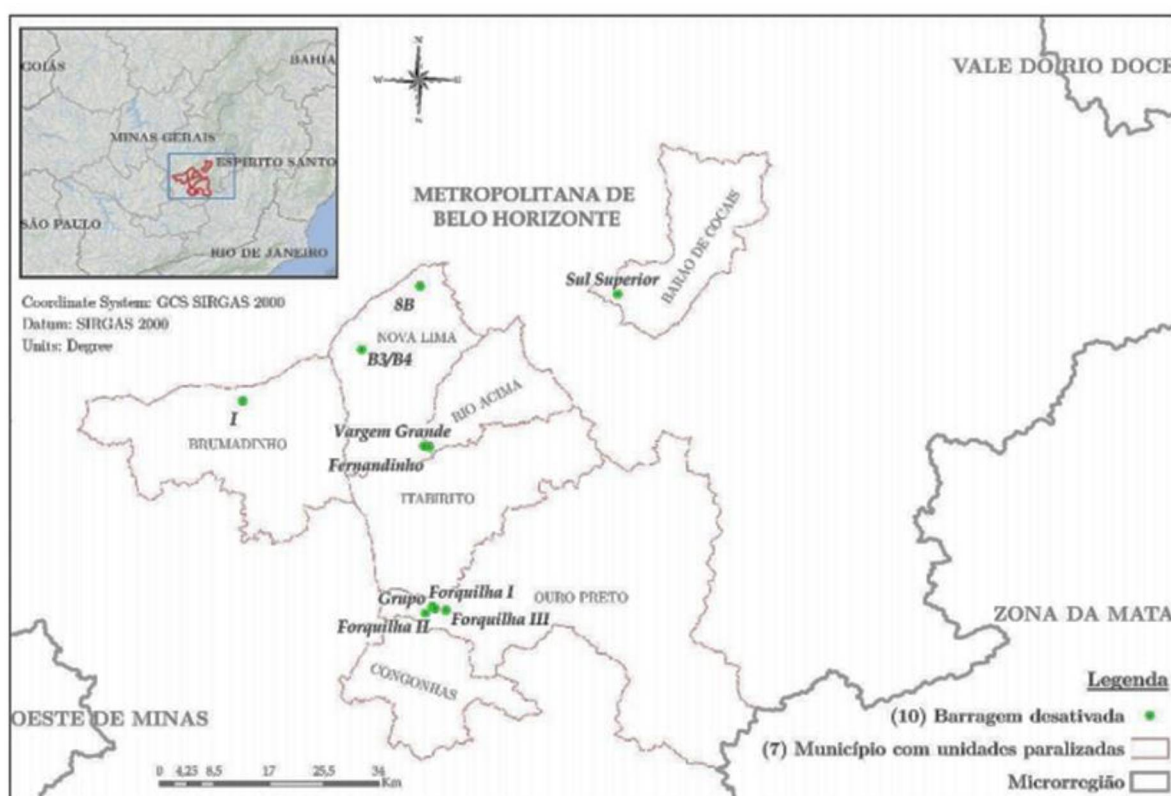 GOIÁS
BAHIA
MINAS GERAIS
ESPIRITO SANTO
SÃO PAULO
RIO DE JANEIRO
Coordinate System: GCS SIRGAS 2000
Datum: SIRGAS 2000
Units: Degree
VALE DO RIO DOCE
METROPOLITANA DE
BELO HORIZONTE
BARÃO DE COCAIS
Sul Superior
8B
NOVA LIMA
B3/B4
RIO ACIMA
I
BRUMADINHO
Vargem Grande
Fernandinho
ITABIRITO
Grupo
Forquilha I
OURO PRETO
Forquilha II
Forquilha III
CONGONHAS
ZONA DA MATA
OESTE DE MINAS
Legenda
(10) Barragem desativada
(7) Município com unidades paralizadas
Microrregião
0 4,25 8,5 17 25,5 34
Km